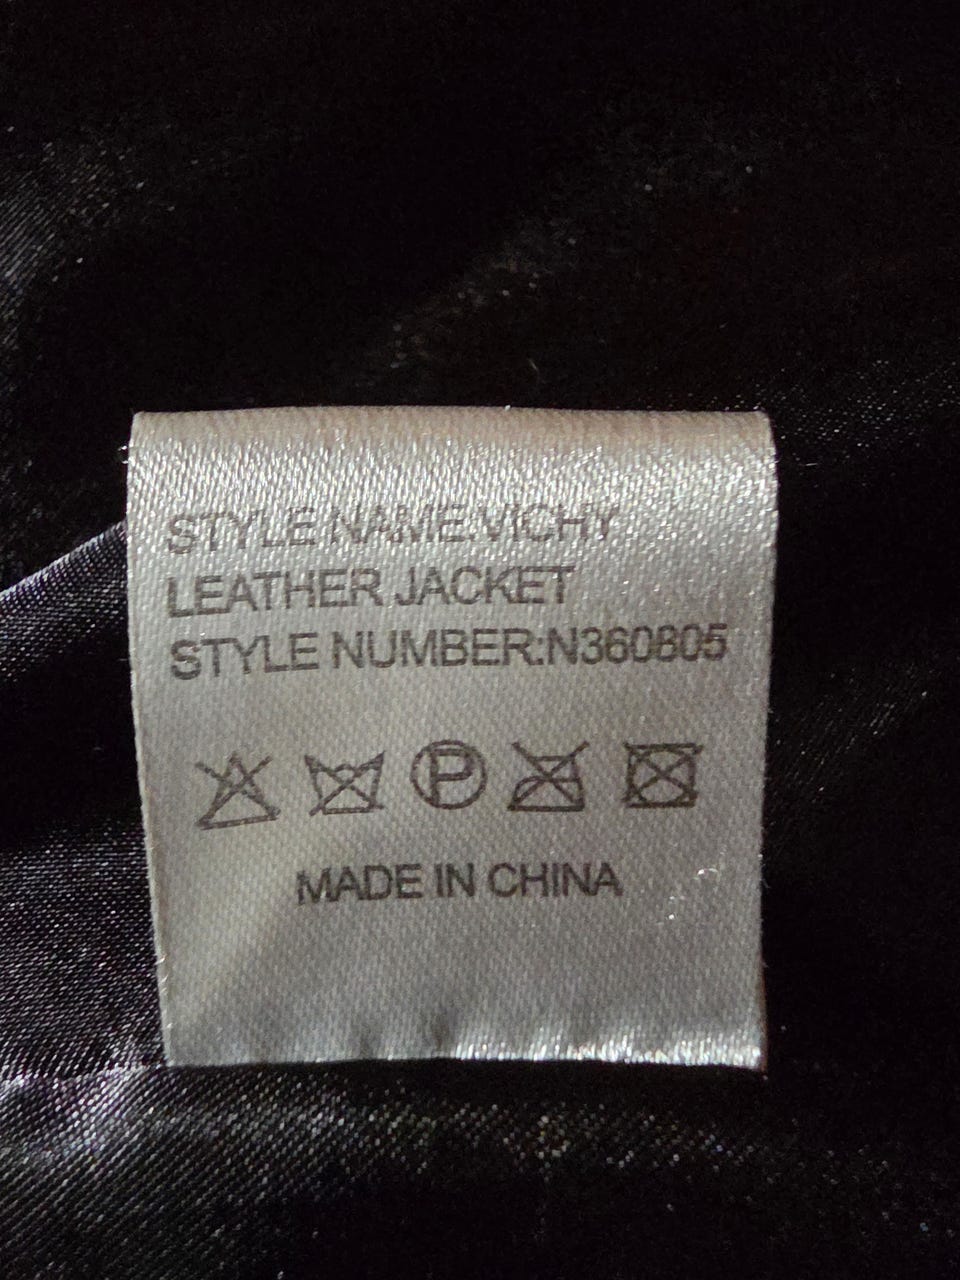 STYLE NAME:VICHY
LEATHER JACKET
STYLE NUMBER:N360805
P
MADE IN CHINA